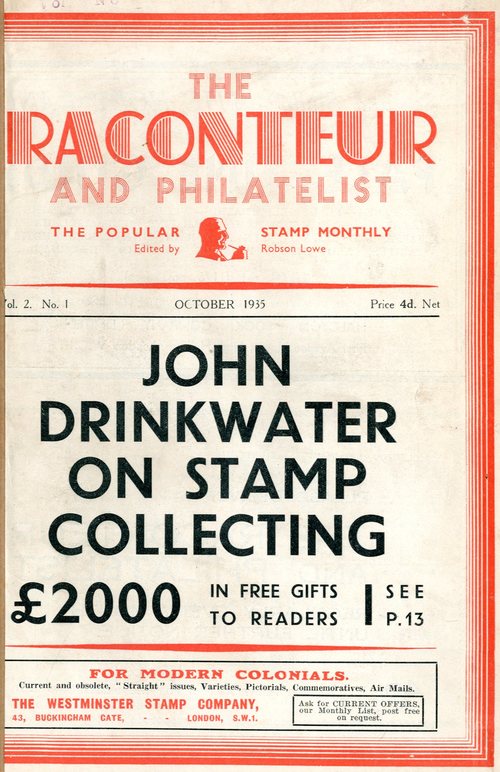 THE
RACONTEUR
AND PHILATELIST
THE POPULAR STAMP MONTHLY
Edited by Robson Lowe
Vol. 2. No. 1 OCTOBER 1935 Price 4d. Net
JOHN
DRINKWATER
ON STAMP
COLLECTING
£2000 IN FREE GIFTS TO READERS SEE P.13
FOR MODERN COLONIALS.
Current and obsolete, "Straight" issues, Varieties, Pictorials, Commemoratives, Air Mails.
THE WESTMINSTER STAMP COMPANY,
43, BUCKINGHAM GATE, - - LONDON, S.W.1.
Ask for CURRENT OFFERS,
our Monthly List, post free
on request.